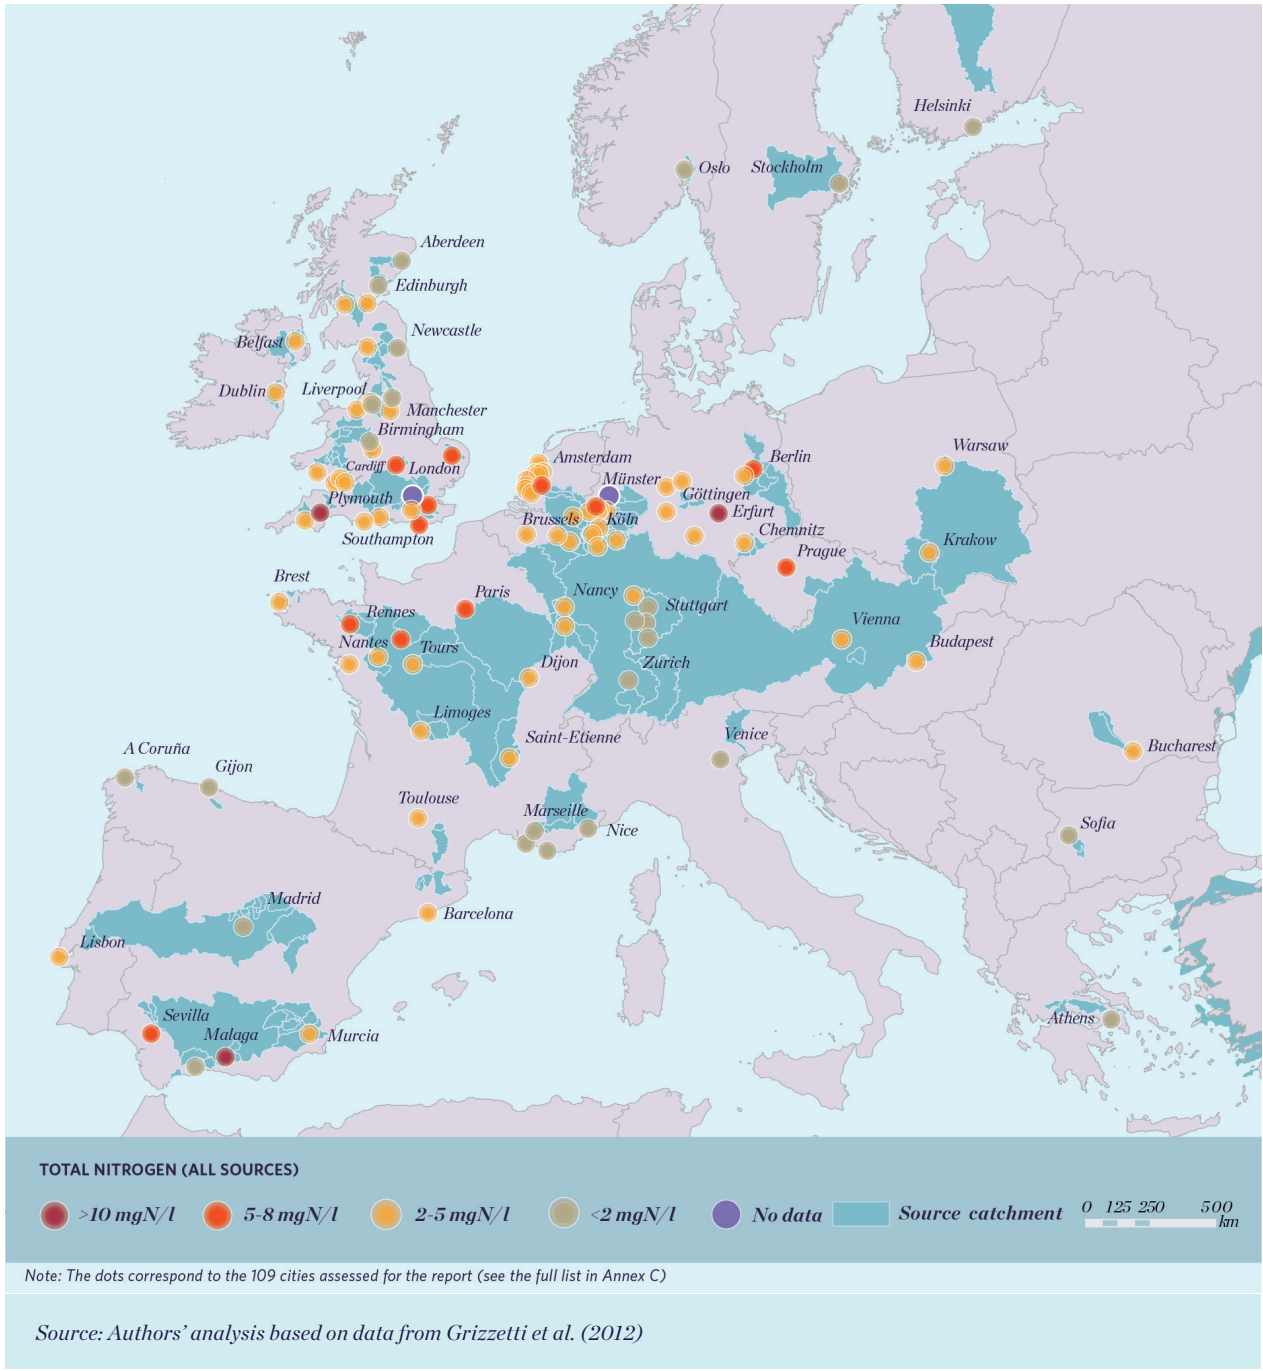 Helsinki
Oslo
Stockholm
Aberdeen
Edinburgh
Newcastle
Belfast
Dublin
Liverpool
Manchester
Birmingham
Cardiff
London
Plymouth
Southampton
Amsterdam
Münster
Berlin
Warsaw
Göttingen
Erfurt
Brussels
Köln
Chemnitz
Krakow
Prague
Brest
Paris
Nancy
Stuttgart
Rennes
Vienna
Nantes
Tours
Budapest
Dijon
Zürich
Limoges
Saint-Etienne
Venice
Bucharest
A Coruña
Gijon
Toulouse
Marseille
Nice
Sofia
Madrid
Barcelona
Lisbon
Sevilla
Malaga
Murcia
Athens
TOTAL NITROGEN (ALL SOURCES)
>10 mgN/l
5-8 mgN/l
2-5 mgN/l
<2 mgN/l
No data
Source catchment
0 125 250 500
km
Note: The dots correspond to the 109 cities assessed for the report (see the full list in Annex C)
Source: Authors' analysis based on data from Grizzetti et al. (2012)